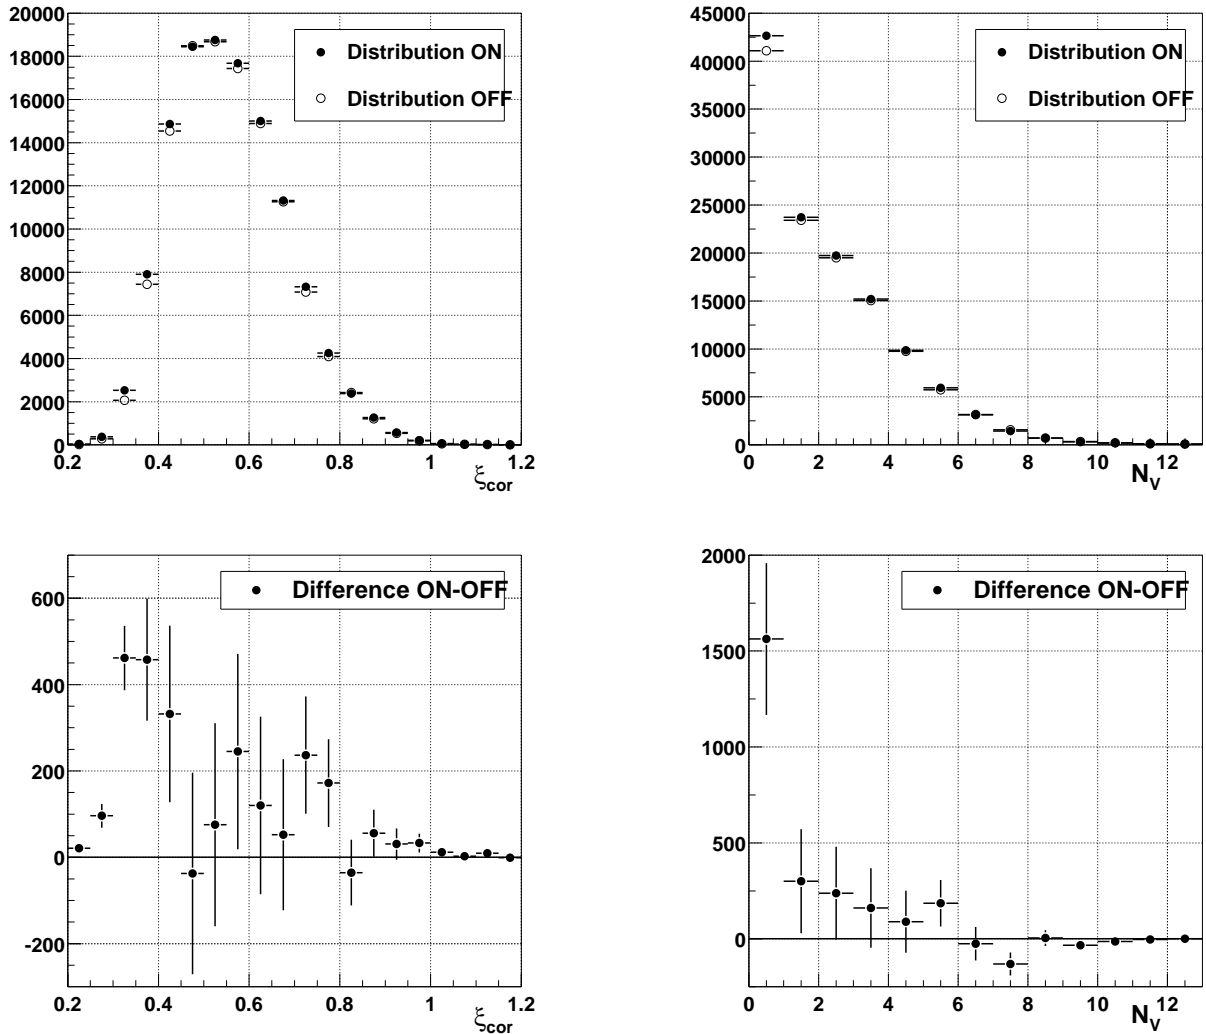 20000
18000
16000
14000
12000
10000
8000
6000
4000
2000
0
0.2 0.4 0.6 0.8 1 1.2
ξcor
Distribution ON
Distribution OFF
45000
40000
35000
30000
25000
20000
15000
10000
5000
0
0 2 4 6 8 10 12
NV
Distribution ON
Distribution OFF
600
400
200
0
-200
0.2 0.4 0.6 0.8 1 1.2
ξcor
Difference ON-OFF
2000
1500
1000
500
0
0 2 4 6 8 10 12
NV
Difference ON-OFF